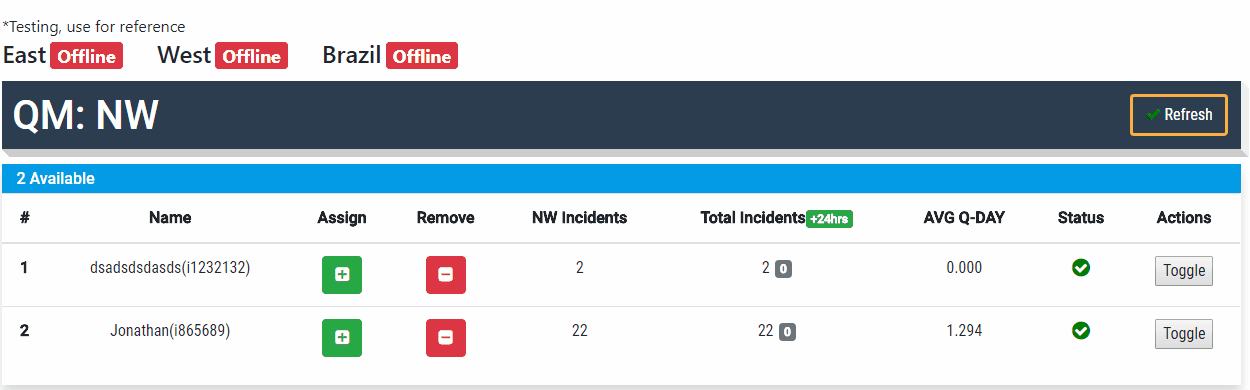 *Testing, use for reference
East Offline West Offline Brazil Offline
QM: NW Refresh
2 Available
# Name Assign Remove NW Incidents Total Incidents +24hrs AVG Q-DAY Status Actions
1 dsadsdsdasds(i1232132) 2 2 0 0.000 Toggle
2 Jonathan(i865689) 22 22 0 1.294 Toggle